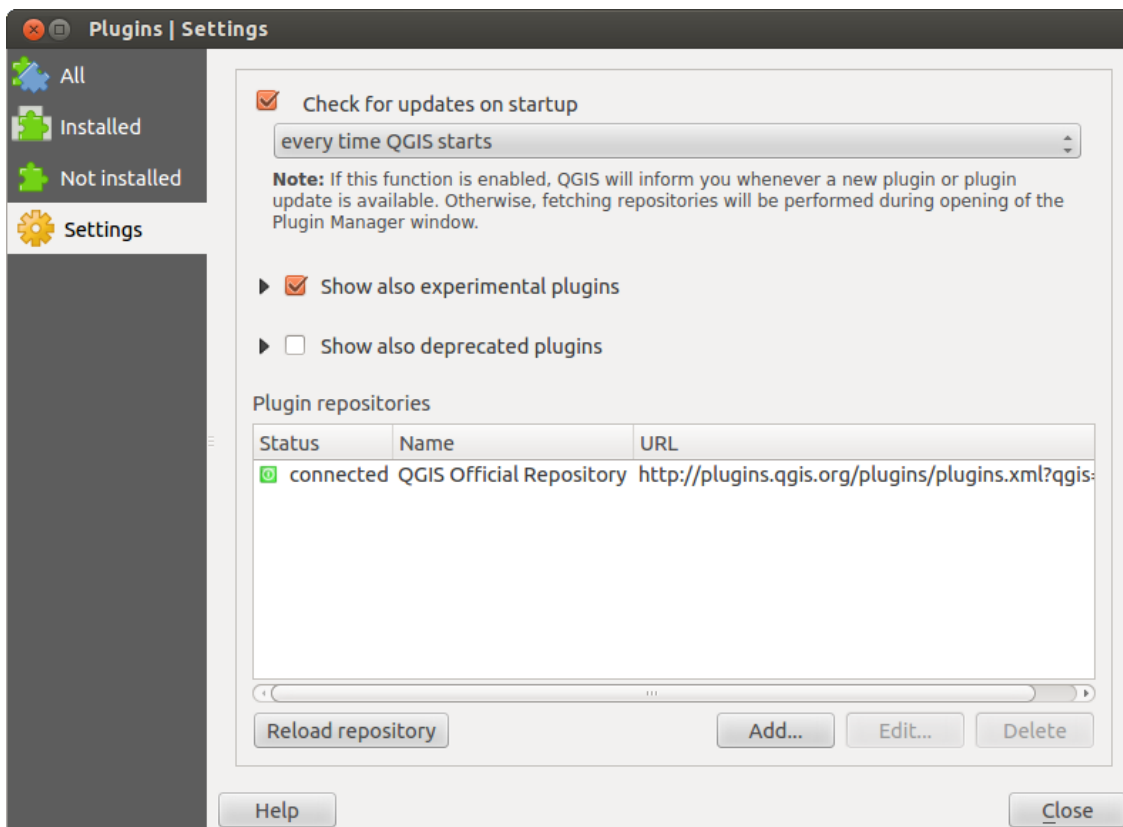 Plugins | Settings
All
Installed
Not installed
Settings
Check for updates on startup
every time QGIS starts
Note: If this function is enabled, QGIS will inform you whenever a new plugin or plugin
update is available. Otherwise, fetching repositories will be performed during opening of the
Plugin Manager window.
Show also experimental plugins
Show also deprecated plugins
Plugin repositories
Status Name URL
connected QGIS Official Repository http://plugins.qgis.org/plugins/plugins.xml?qgis=
Reload repository Add... Edit... Delete
Help Close